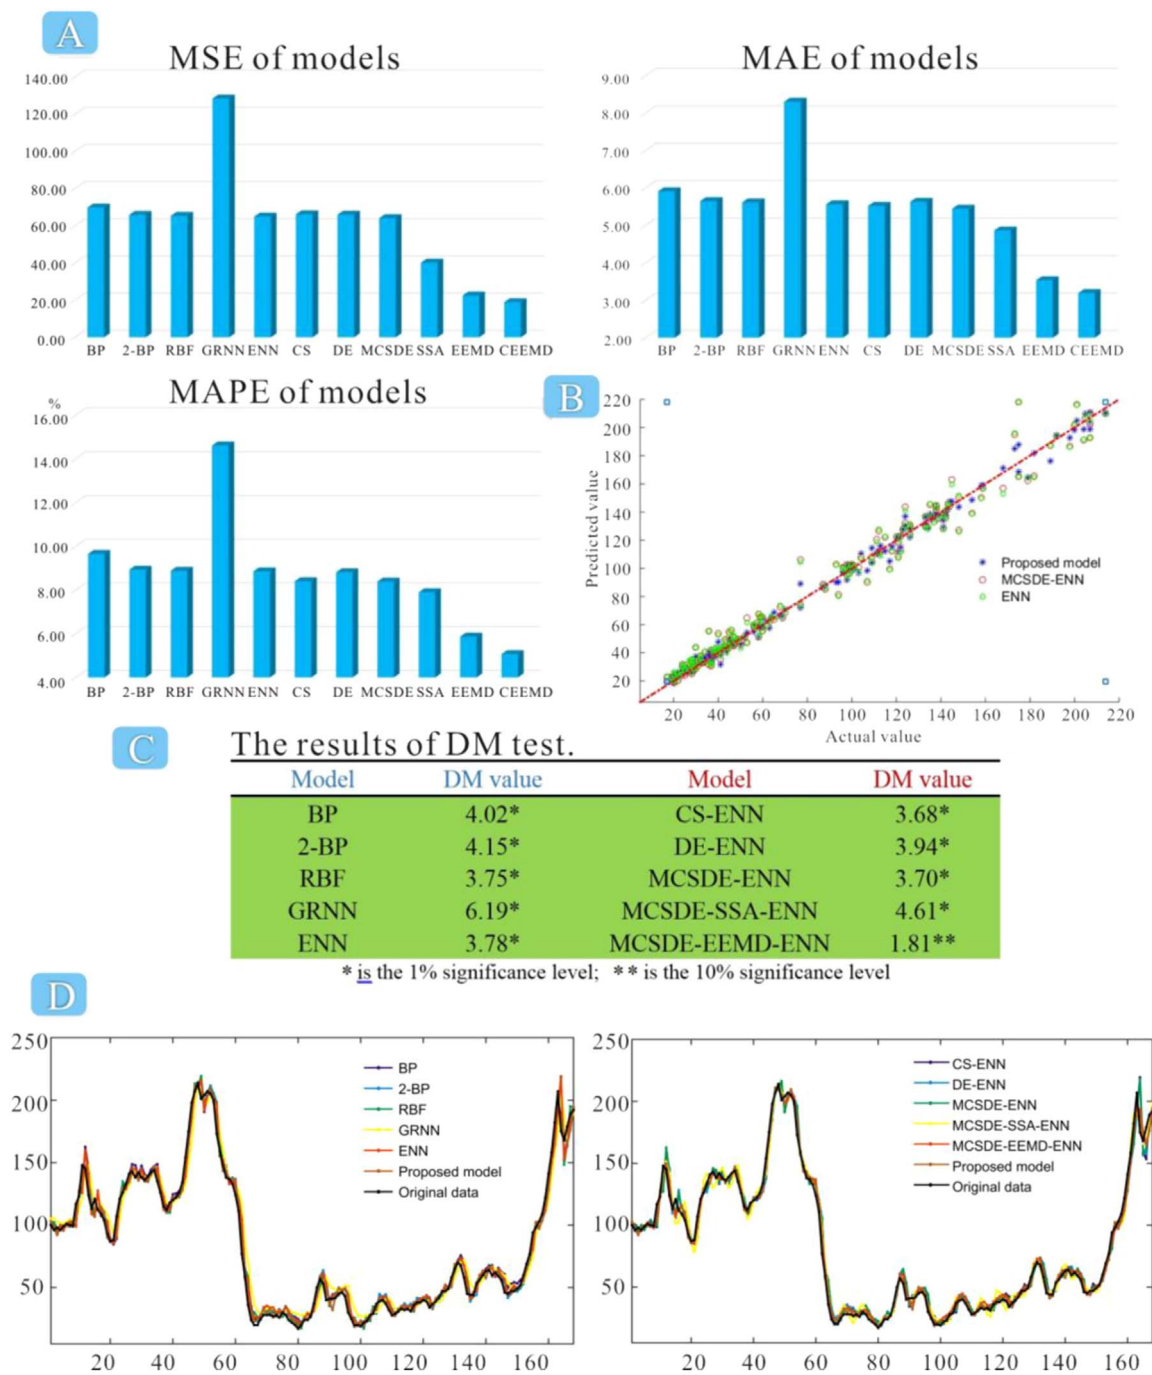 A
MSE of models
140.00
120.00
100.00
80.00
60.00
40.00
20.00
0.00
BP 2-BP RBF GRNN ENN CS DE MCSDE SSA EEMD CEEMD
MAE of models
9.00
8.00
7.00
6.00
5.00
4.00
3.00
2.00
BP 2-BP RBF GRNN ENN CS DE MCSDE SSA EEMD CEEMD
MAPE of models
%
16.00
14.00
12.00
10.00
8.00
6.00
4.00
BP 2-BP RBF GRNN ENN CS DE MCSDE SSA EEMD CEEMD
B
220
200
180
160
140
120
100
80
60
40
20
Predicted value
Proposed model
MCSDE-ENN
ENN
20 40 60 80 100 120 140 160 180 200 220
Actual value
C
The results of DM test.
Model DM value Model DM value
BP 4.02* CS-ENN 3.68*
2-BP 4.15* DE-ENN 3.94*
RBF 3.75* MCSDE-ENN 3.70*
GRNN 6.19* MCSDE-SSA-ENN 4.61*
ENN 3.78* MCSDE-EEMD-ENN 1.81**
* is the 1% significance level; ** is the 10% significance level
D
250
200
150
100
50
BP
2-BP
RBF
GRNN
ENN
Proposed model
Original data
20 40 60 80 100 120 140 160
250
200
150
100
50
CS-ENN
DE-ENN
MCSDE-ENN
MCSDE-SSA-ENN
MCSDE-EEMD-ENN
Proposed model
Original data
20 40 60 80 100 120 140 160